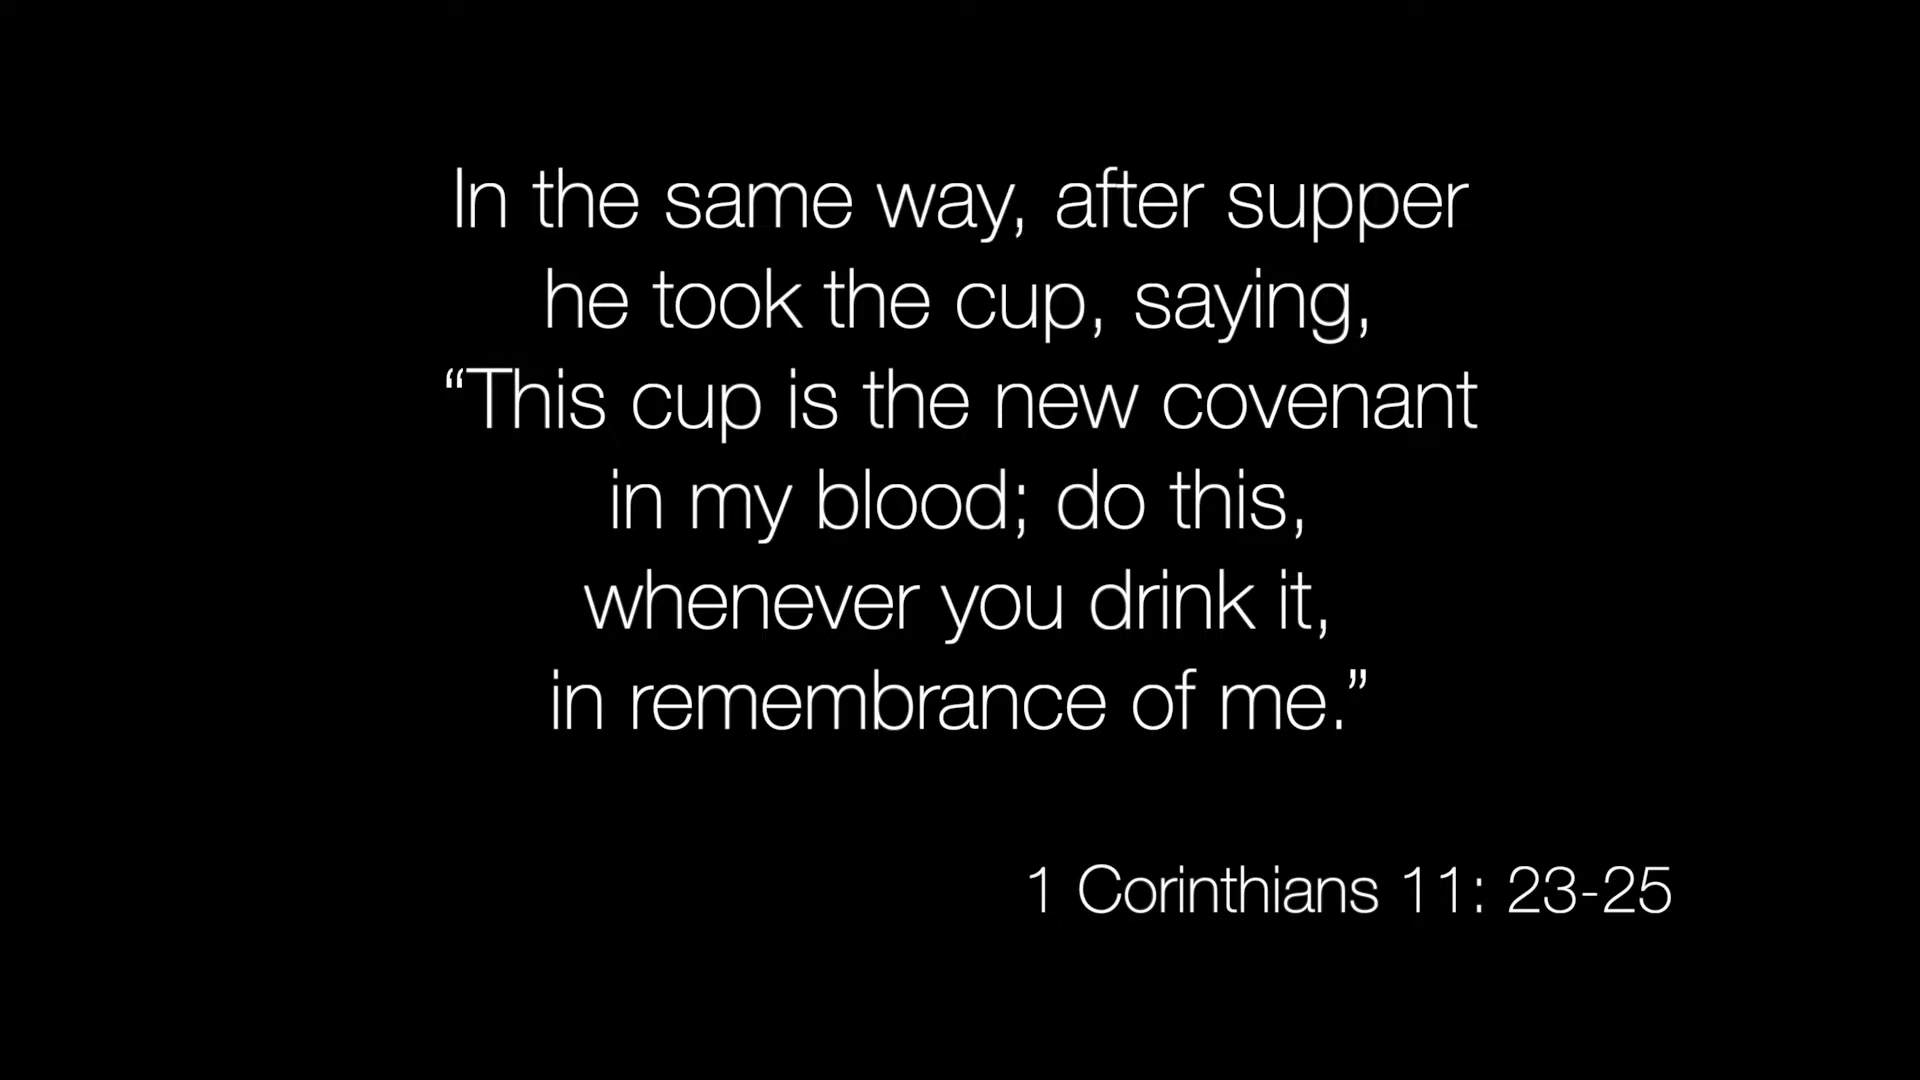 In the same way, after supper
he took the cup, saying,
“This cup is the new covenant
in my blood; do this,
whenever you drink it,
in remembrance of me.”
1 Corinthians 11: 23-25